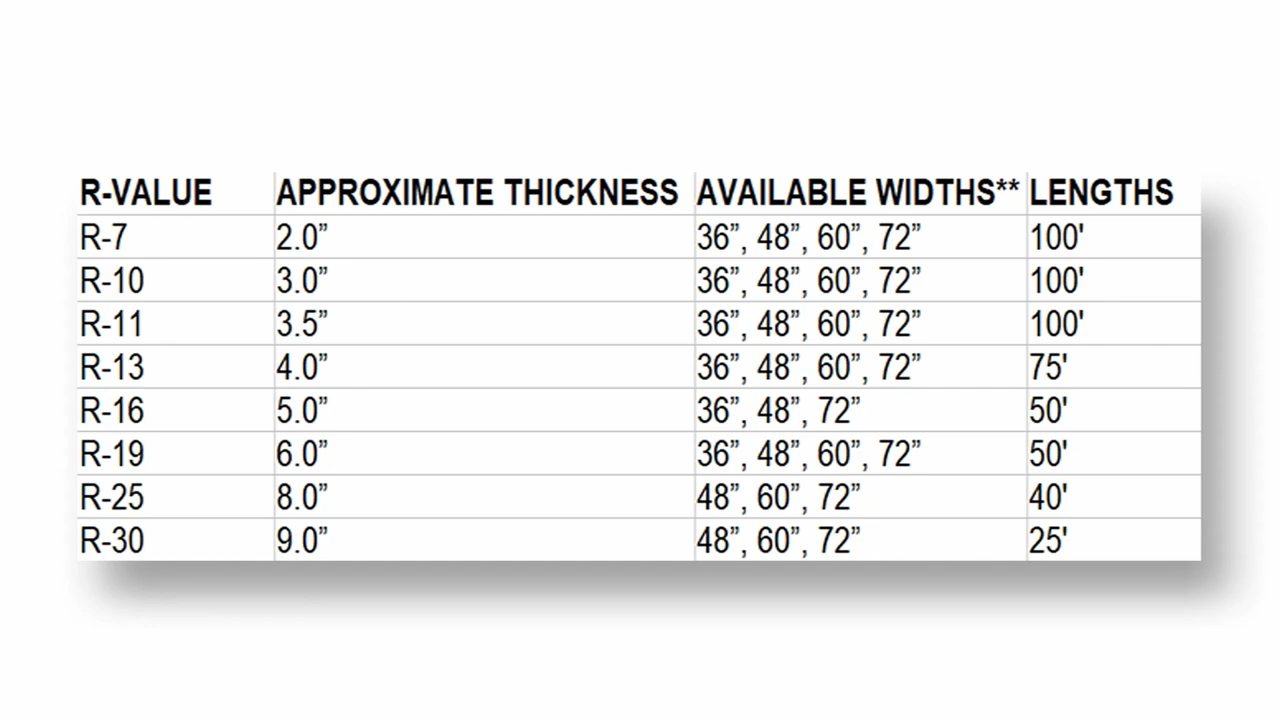 R-VALUE APPROXIMATE THICKNESS AVAILABLE WIDTHS** LENGTHS
R-7 2.0” 36”, 48”, 60”, 72” 100'
R-10 3.0” 36”, 48”, 60”, 72” 100'
R-11 3.5” 36”, 48”, 60”, 72” 100'
R-13 4.0” 36”, 48”, 60”, 72” 75'
R-16 5.0” 36”, 48”, 72” 50'
R-19 6.0” 36”, 48”, 60”, 72” 50'
R-25 8.0” 48”, 60”, 72” 40'
R-30 9.0” 48”, 60”, 72” 25'